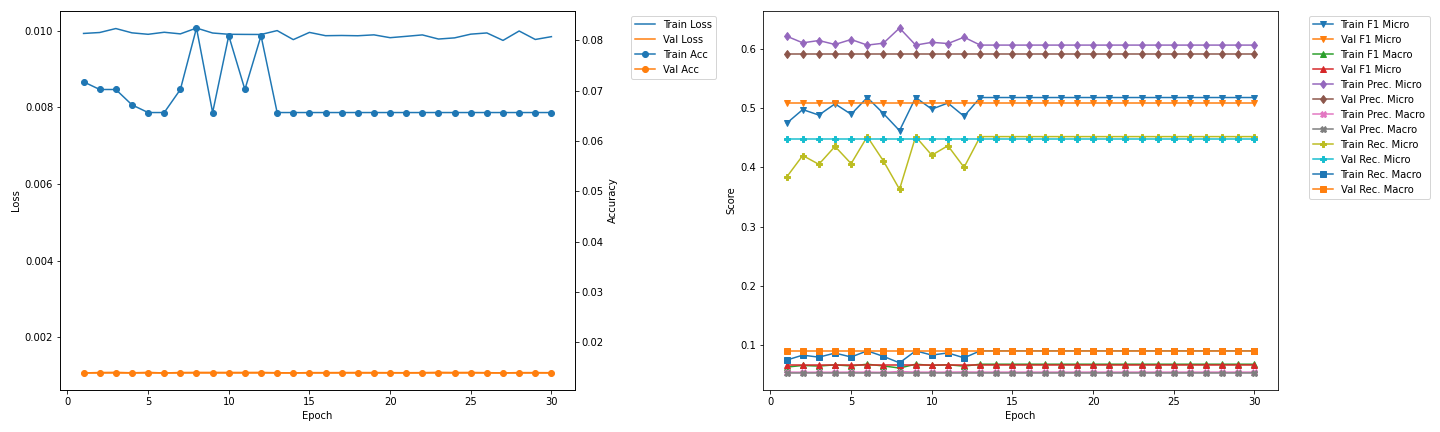 0.010
0.008
0.006
0.004
0.002
Loss
0
5
10
15
20
25
30
Epoch
0.08
0.07
0.06
0.05
0.04
0.03
0.02
Accuracy
Train Loss
Val Loss
Train Acc
Val Acc
0.6
0.5
0.4
0.3
0.2
0.1
Score
0
5
10
15
20
25
30
Epoch
Train F1 Micro
Val F1 Micro
Train F1 Macro
Val F1 Micro
Train Prec. Micro
Val Prec. Micro
Train Prec. Macro
Val Prec. Macro
Train Rec. Micro
Val Rec. Micro
Train Rec. Macro
Val Rec. Macro